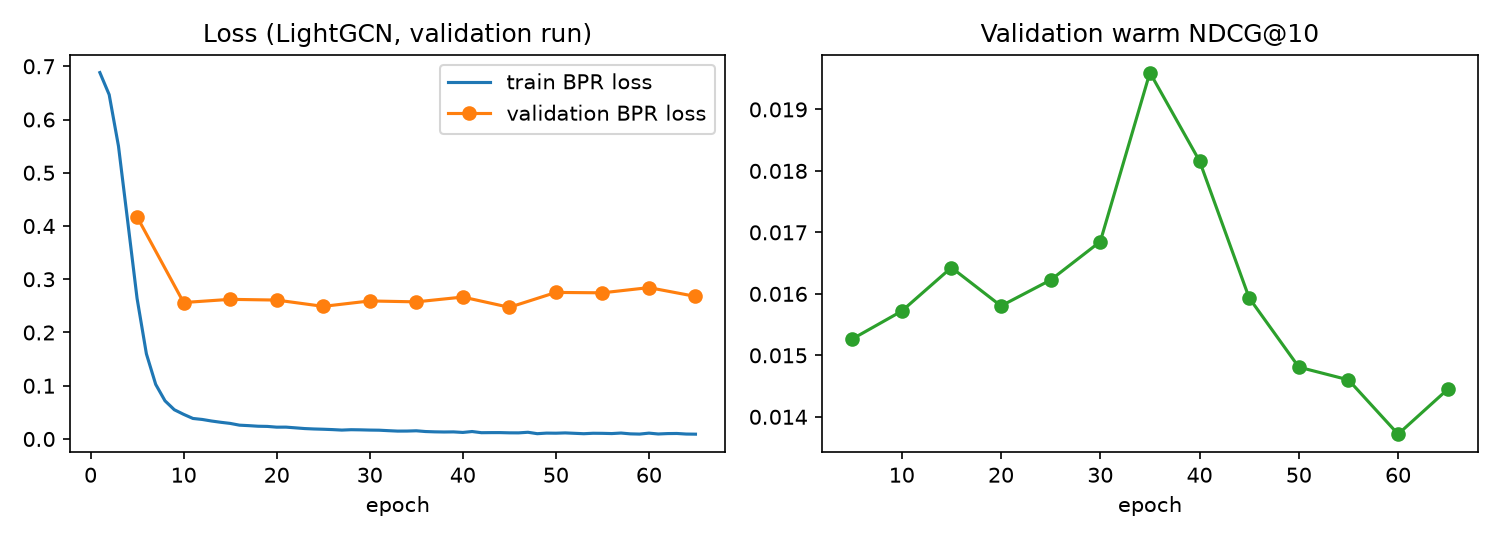 Loss (LightGCN, validation run)
0.7
0.6
0.5
0.4
0.3
0.2
0.1
0.0
train BPR loss
validation BPR loss
0 10 20 30 40 50 60
epoch
Validation warm NDCG@10
0.019
0.018
0.017
0.016
0.015
0.014
10 20 30 40 50 60
epoch